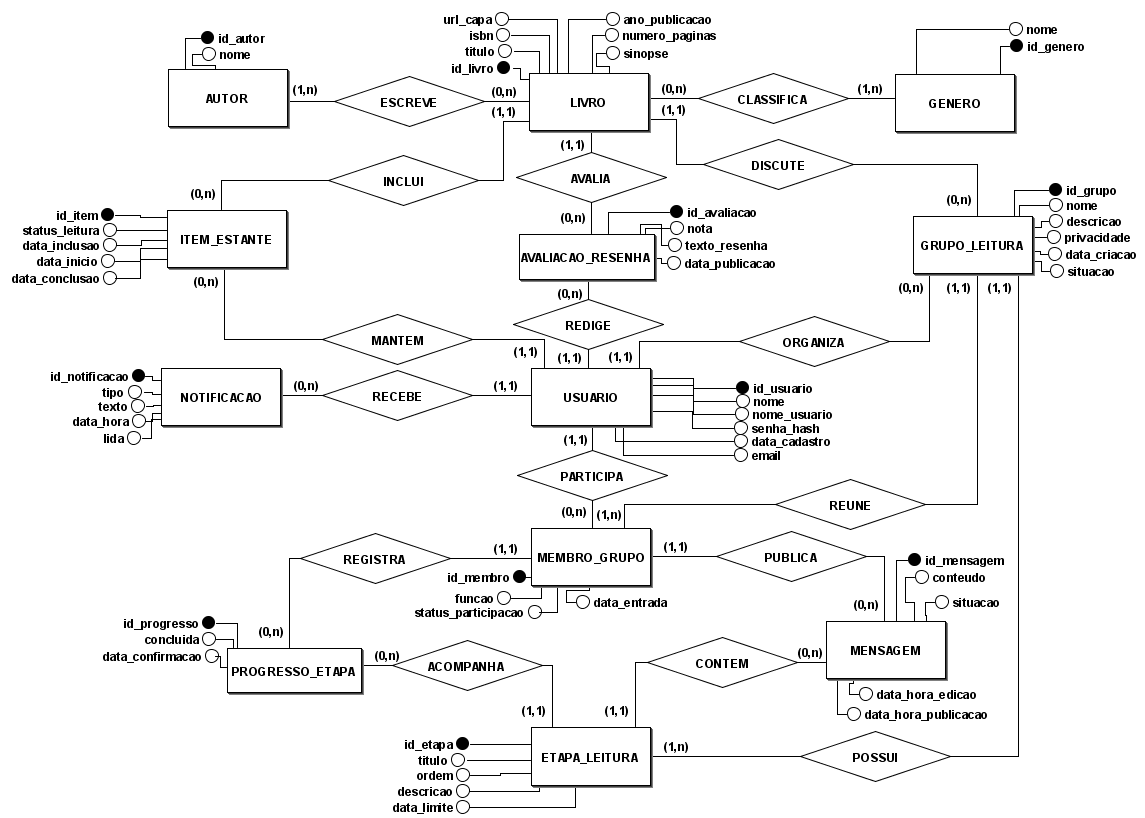 url_capa
ano_publicacao
isbn
numero_paginas
titulo
sinopse
id_livro
id_autor
nome
nome
id_genero
AUTOR
(1,n)
ESCREVE
(0,n)
LIVRO
(0,n)
CLASSIFICA
(1,n)
GENERO
(1,1)
(1,1)
(1,1)
INCLUI
AVALIA
DISCUTE
(0,n)
(0,n)
(0,n)
id_item
status_leitura
data_inclusao
data_inicio
data_conclusao
ITEM_ESTANTE
(0,n)
id_avaliacao
nota
texto_resenha
data_publicacao
AVALIACAO_RESENHA
(0,n)
id_grupo
nome
descricao
privacidade
data_criacao
situacao
GRUPO_LEITURA
(0,n)
(1,1)
(1,1)
MANTEM
REDIGE
ORGANIZA
(1,1)
(1,1)
(1,1)
id_notificacao
tipo
texto
data_hora
lida
NOTIFICACAO
(0,n)
RECEBE
(1,1)
USUARIO
id_usuario
nome
nome_usuario
senha_hash
data_cadastro
email
(1,1)
PARTICIPA
(0,n)
(1,n)
REUNE
REGISTRA
(1,1)
MEMBRO_GRUPO
(1,1)
PUBLICA
id_membro
funcao
status_participacao
data_entrada
id_mensagem
conteudo
situacao
(0,n)
(0,n)
id_progresso
concluida
data_confirmacao
PROGRESSO_ETAPA
(0,n)
ACOMPANHA
CONTEM
(0,n)
MENSAGEM
data_hora_edicao
data_hora_publicacao
(1,1)
(1,1)
id_etapa
titulo
ordem
descricao
data_limite
ETAPA_LEITURA
(1,n)
POSSUI